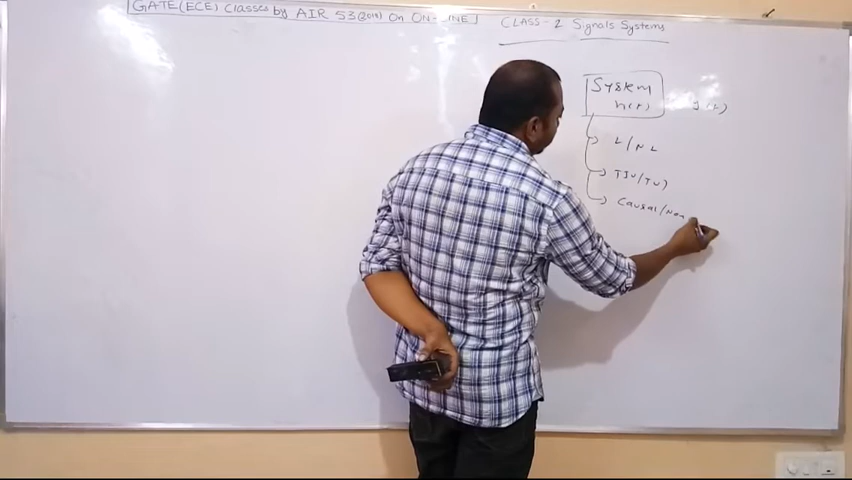 GATE(ECE) Classes by AIR 53(2018) On ON-LINE
CLASS - 2 Signals Systems
System
h(t)
y(t)
L/NL
TIV/TV
Causal/Non